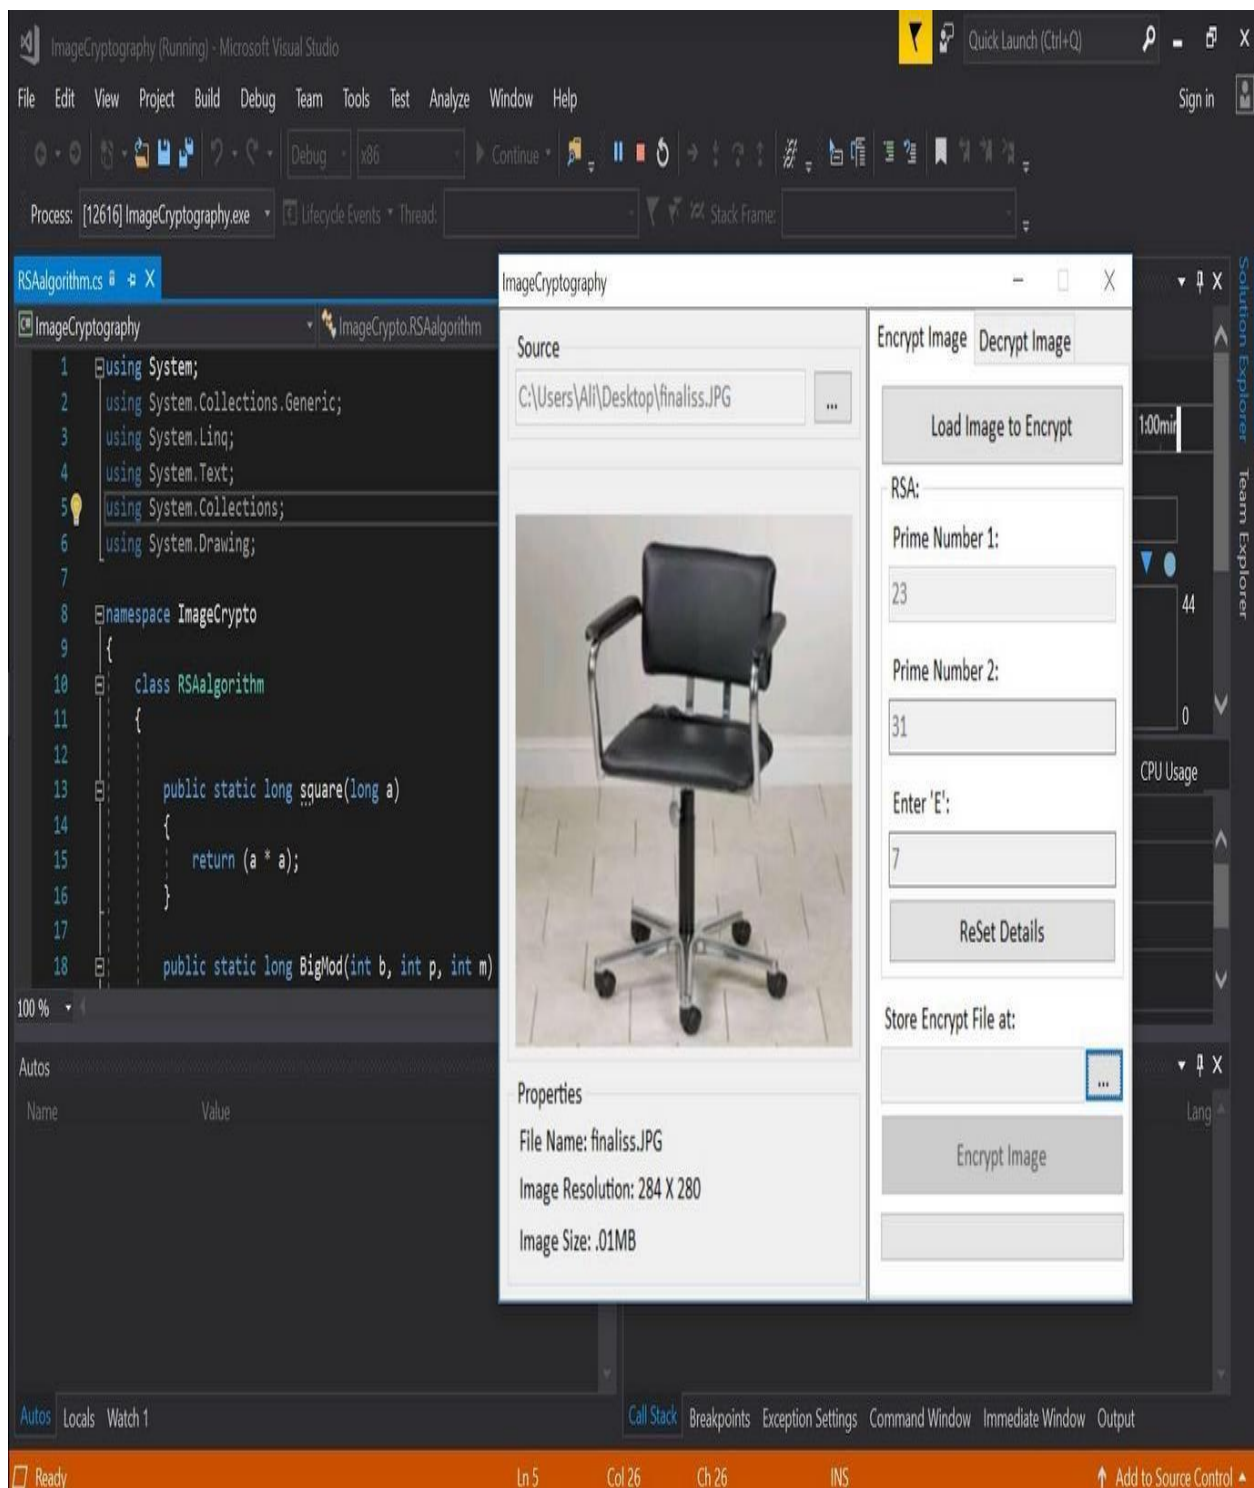 ImageCryptography (Running) - Microsoft Visual Studio
Quick Launch (Ctrl+Q)
File Edit View Project Build Debug Team Tools Test Analyze Window Help
Sign in
Debug x86 Continue
Process: [12616] ImageCryptography.exe Lifecycle Events Thread: Stack Frame:
RSAalgorithm.cs
ImageCryptography
ImageCrypto.RSAalgorithm
1 using System;
2 using System.Collections.Generic;
3 using System.Linq;
4 using System.Text;
5 using System.Collections;
6 using System.Drawing;
7
8 namespace ImageCrypto
9 {
10 class RSAalgorithm
11 {
12
13 public static long square(long a)
14 {
15 return (a * a);
16 }
17
18 public static long BigMod(int b, int p, int m)
100 %
Autos
Name Value
Autos Locals Watch 1
ImageCryptography
Source
C:\Users\Ali\Desktop\finaliss.JPG
...
Properties
File Name: finaliss.JPG
Image Resolution: 284 X 280
Image Size: .01MB
Encrypt Image Decrypt Image
Load Image to Encrypt
RSA:
Prime Number 1:
23
Prime Number 2:
31
Enter 'E':
7
ReSet Details
Store Encrypt File at:
...
Encrypt Image
1:00min
44
0
CPU Usage
Lang
Solution Explorer
Team Explorer
Call Stack Breakpoints Exception Settings Command Window Immediate Window Output
Ready Ln 5 Col 26 Ch 26 INS Add to Source Control